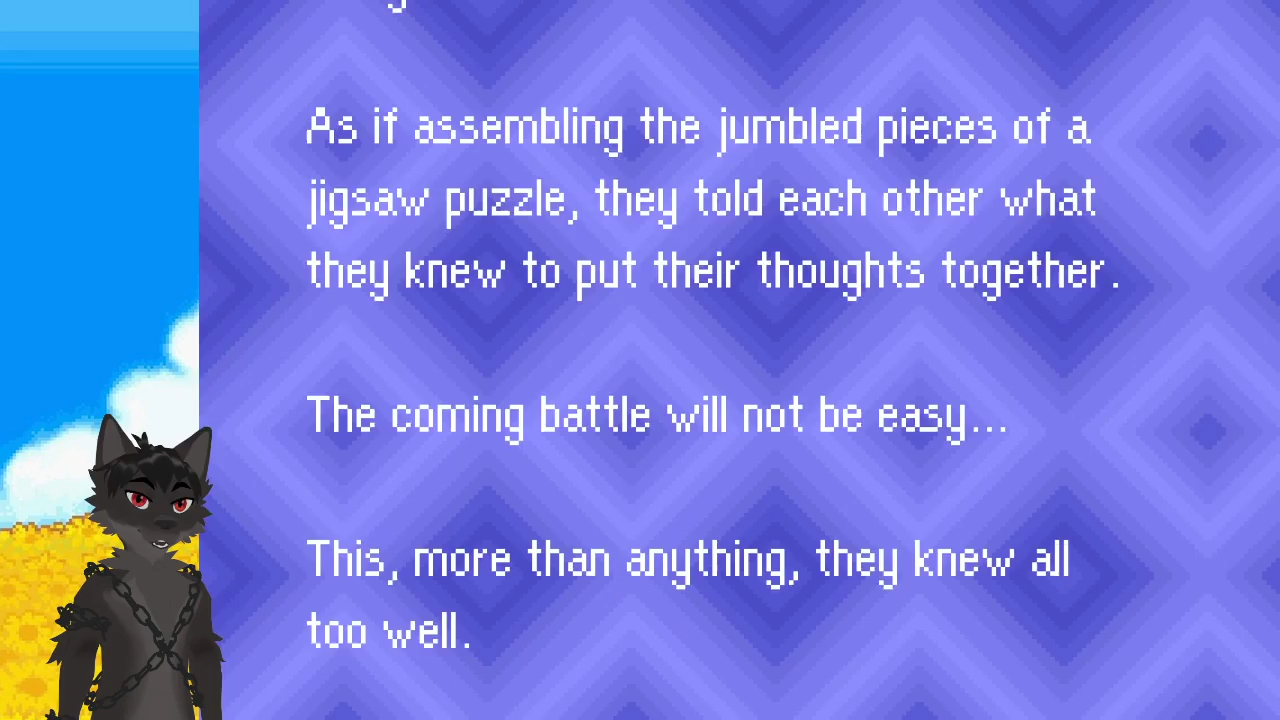 As if assembling the jumbled pieces of a
jigsaw puzzle, they told each other what
they knew to put their thoughts together.
The coming battle will not be easy...
This, more than anything, they knew all
too well.